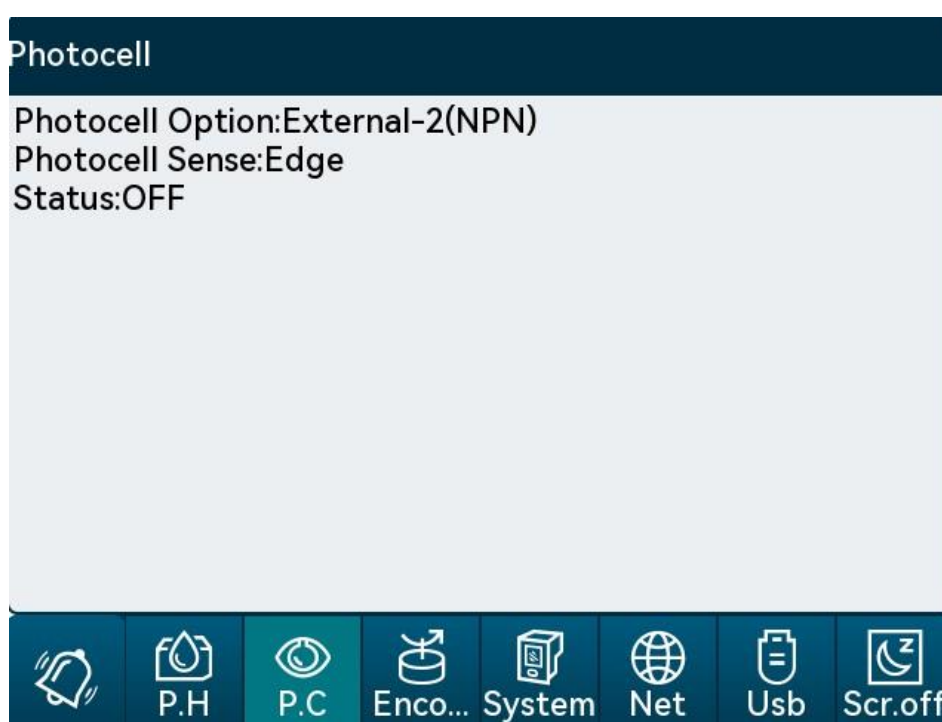 Photocell
Photocell Option:External-2(NPN)
Photocell Sense:Edge
Status:OFF
P.H
P.C
Enco...
System
Net
Usb
Scr.off